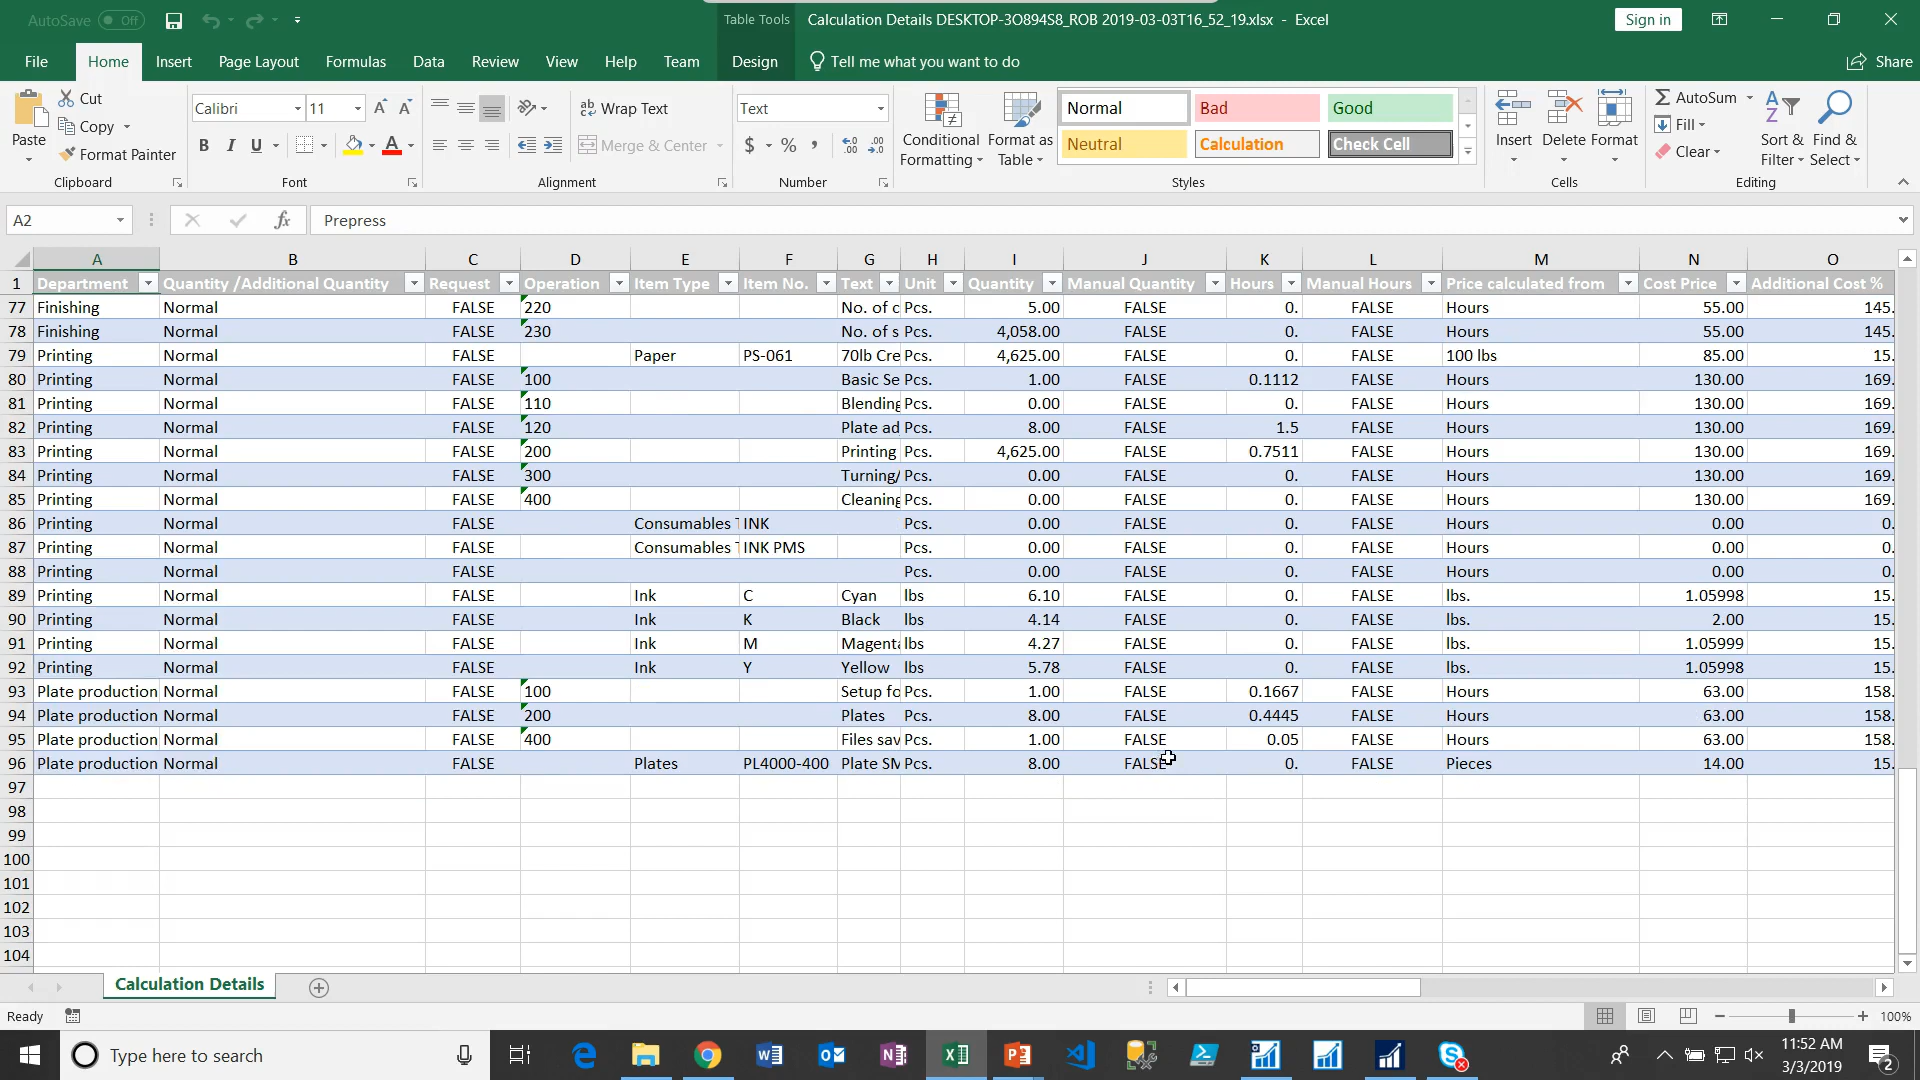 AutoSave Off Table Tools Calculation Details DESKTOP-3O894S8_ROB 2019-03-03T16_52_19.xlsx - Excel Sign in
File Home Insert Page Layout Formulas Data Review View Help Team Design Tell me what you want to do Share
Paste Cut Copy Format Painter Clipboard
Calibri 11 B I U A Font
Wrap Text Merge & Center Alignment
Text $ % , Number
Conditional Formatting Format as Table Normal Bad Good Neutral Calculation Check Cell Styles
Insert Delete Format Cells
AutoSum Fill Clear Sort & Filter Find & Select Editing
A2 fx Prepress
A B C D E F G H I J K L M N O
1 Department Quantity /Additional Quantity Request Operation Item Type Item No. Text Unit Quantity Manual Quantity Hours Manual Hours Price calculated from Cost Price Additional Cost %
77 Finishing Normal FALSE 220 No. of c Pcs. 5.00 FALSE 0. FALSE Hours 55.00 145.
78 Finishing Normal FALSE 230 No. of s Pcs. 4,058.00 FALSE 0. FALSE Hours 55.00 145.
79 Printing Normal FALSE Paper PS-061 70lb Cre Pcs. 4,625.00 FALSE 0. FALSE 100 lbs 85.00 15.
80 Printing Normal FALSE 100 Basic Se Pcs. 1.00 FALSE 0.1112 FALSE Hours 130.00 169.
81 Printing Normal FALSE 110 Blending Pcs. 0.00 FALSE 0. FALSE Hours 130.00 169.
82 Printing Normal FALSE 120 Plate ad Pcs. 8.00 FALSE 1.5 FALSE Hours 130.00 169.
83 Printing Normal FALSE 200 Printing Pcs. 4,625.00 FALSE 0.7511 FALSE Hours 130.00 169.
84 Printing Normal FALSE 300 Turning/ Pcs. 0.00 FALSE 0. FALSE Hours 130.00 169.
85 Printing Normal FALSE 400 Cleaning Pcs. 0.00 FALSE 0. FALSE Hours 130.00 169.
86 Printing Normal FALSE Consumables T INK Pcs. 0.00 FALSE 0. FALSE Hours 0.00 0.
87 Printing Normal FALSE Consumables T INK PMS Pcs. 0.00 FALSE 0. FALSE Hours 0.00 0.
88 Printing Normal FALSE Pcs. 0.00 FALSE 0. FALSE Hours 0.00 0.
89 Printing Normal FALSE Ink C Cyan lbs 6.10 FALSE 0. FALSE lbs. 1.05998 15.
90 Printing Normal FALSE Ink K Black lbs 4.14 FALSE 0. FALSE lbs. 2.00 15.
91 Printing Normal FALSE Ink M Magenta lbs 4.27 FALSE 0. FALSE lbs. 1.05999 15.
92 Printing Normal FALSE Ink Y Yellow lbs 5.78 FALSE 0. FALSE lbs. 1.05998 15.
93 Plate production Normal FALSE 100 Setup fo Pcs. 1.00 FALSE 0.1667 FALSE Hours 63.00 158.
94 Plate production Normal FALSE 200 Plates Pcs. 8.00 FALSE 0.4445 FALSE Hours 63.00 158.
95 Plate production Normal FALSE 400 Files sav Pcs. 1.00 FALSE 0.05 FALSE Hours 63.00 158.
96 Plate production Normal FALSE Plates PL4000-400 Plate SM Pcs. 8.00 FALSE 0. FALSE Pieces 14.00 15.
97
98
99
100
101
102
103
104
Calculation Details
Ready 100%
Type here to search 11:52 AM
3/3/2019 2